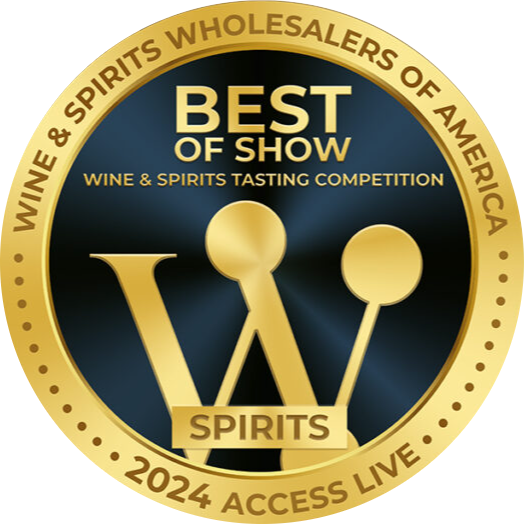 WINE & SPIRITS WHOLESALERS OF AMERICA
BEST
OF SHOW
WINE & SPIRITS TASTING COMPETITION
W
SPIRITS
2024 ACCESS LIVE